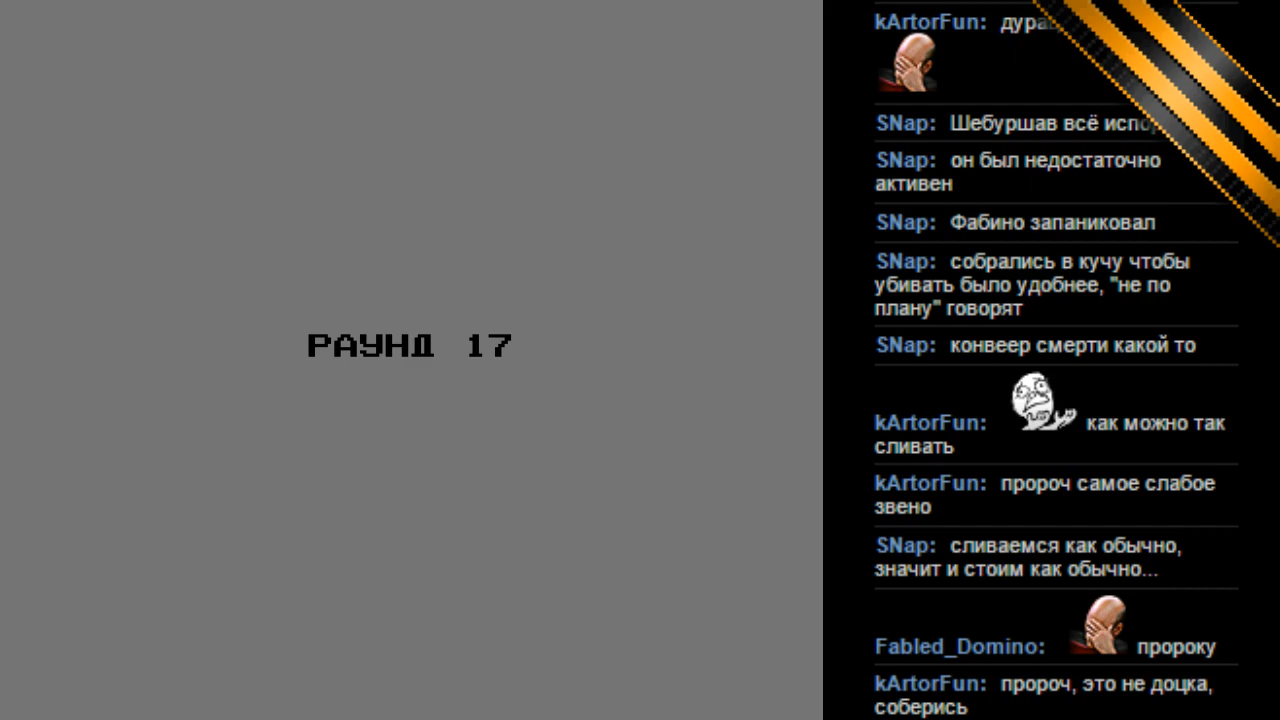 РАУНД 17
kArtorFun:
SNap: Шебуршав всё
SNap: он был недостаточно
активен
SNap: Фабино запаниковал
SNap: собрались в кучу чтобы
убивать было удобнее, "не по
плану" говорят
SNap: конвеер смерти какой то
kArtorFun: как можно так
сливать
kArtorFun: пророч самое слабое
звено
SNap: сливаемся как обычно,
значит и стоим как обычно...
Fabled_Domino: пророку
kArtorFun: пророч, это не доцка,
соберись